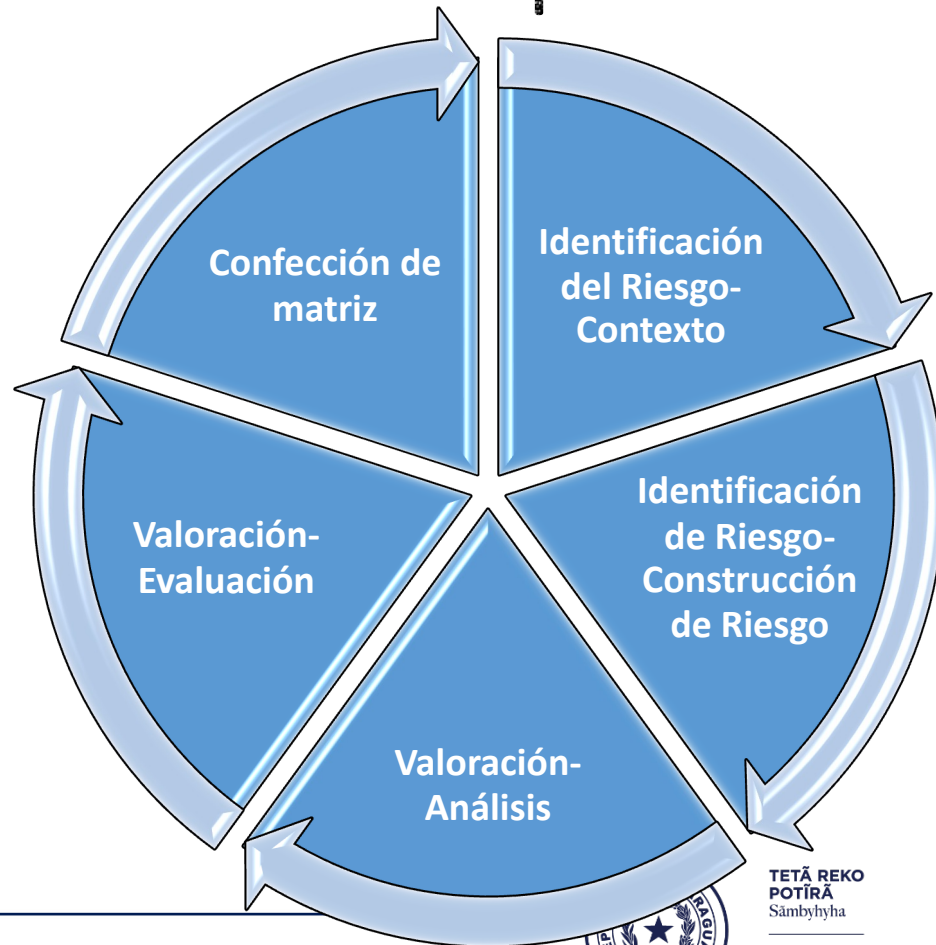 Confección de
matriz
Identificación
del Riesgo-
Contexto
Identificación
de Riesgo-
Construcción
de Riesgo
Valoración-
Análisis
Valoración-
Evaluación
TETÃ REKO
POTĨRÃ
Sãmbyhyha